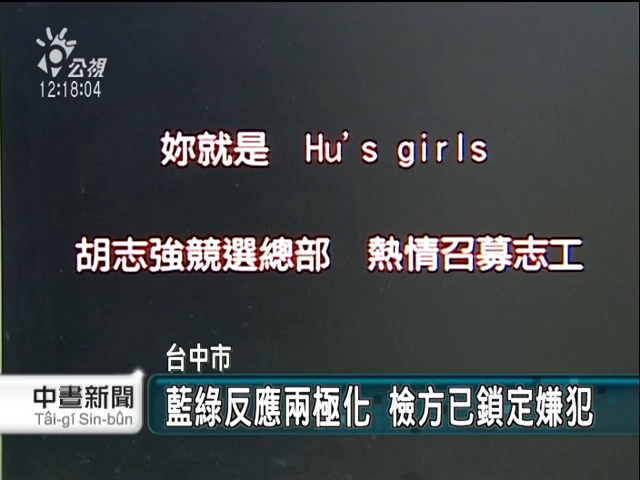 公視
12:18:04
妳就是 Hu's girls
胡志強競選總部 熱情召募志工
台中市
中晝新聞
Tâi-gí Sin-bûn
藍綠反應兩極化 檢方已鎖定嫌犯